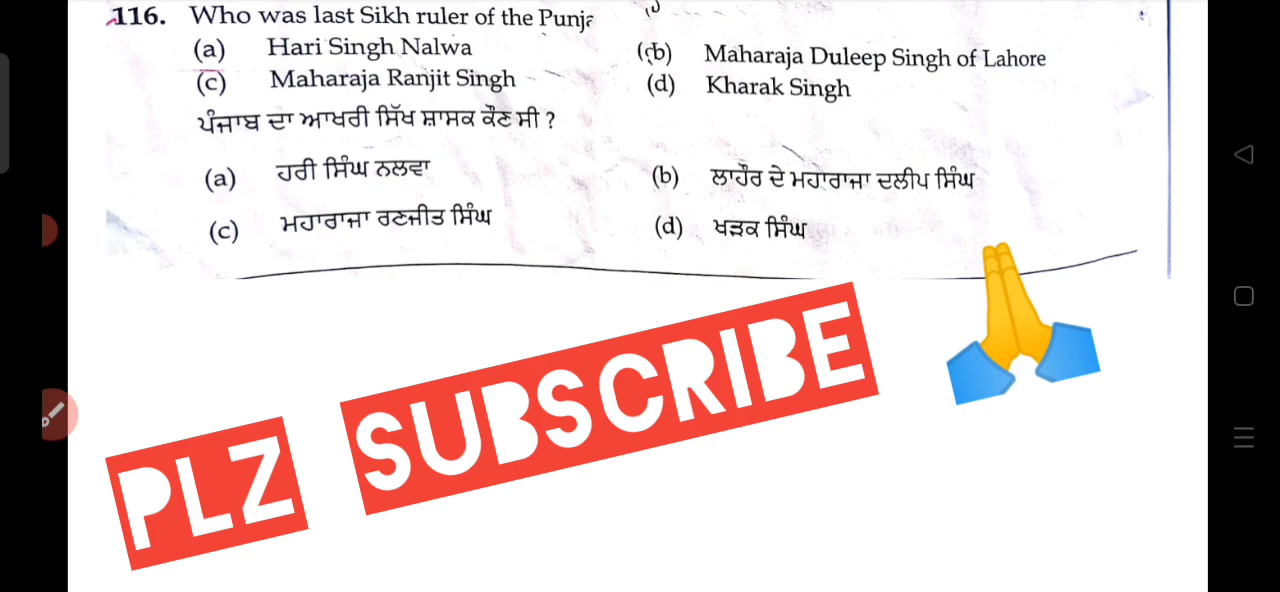 116. Who was last Sikh ruler of the
(a) Hari Singh Nalwa (b) Maharaja Duleep Singh of Lahore
(c) Maharaja Ranjit Singh (d) Kharak Singh
ਪੰਜਾਬ ਦਾ ਆਖਰੀ ਸਿੱਖ ਸ਼ਾਸਕ ਕੌਣ ਸੀ ?
(a) ਹਰੀ ਸਿੰਘ ਨਲਵਾ (b) ਲਾਹੌਰ ਦੇ ਮਹਾਰਾਜਾ ਦਲੀਪ ਸਿੰਘ
(c) ਮਹਾਰਾਜਾ ਰਣਜੀਤ ਸਿੰਘ (d) ਖੜਕ ਸਿੰਘ
PLZ SUBSCRIBE